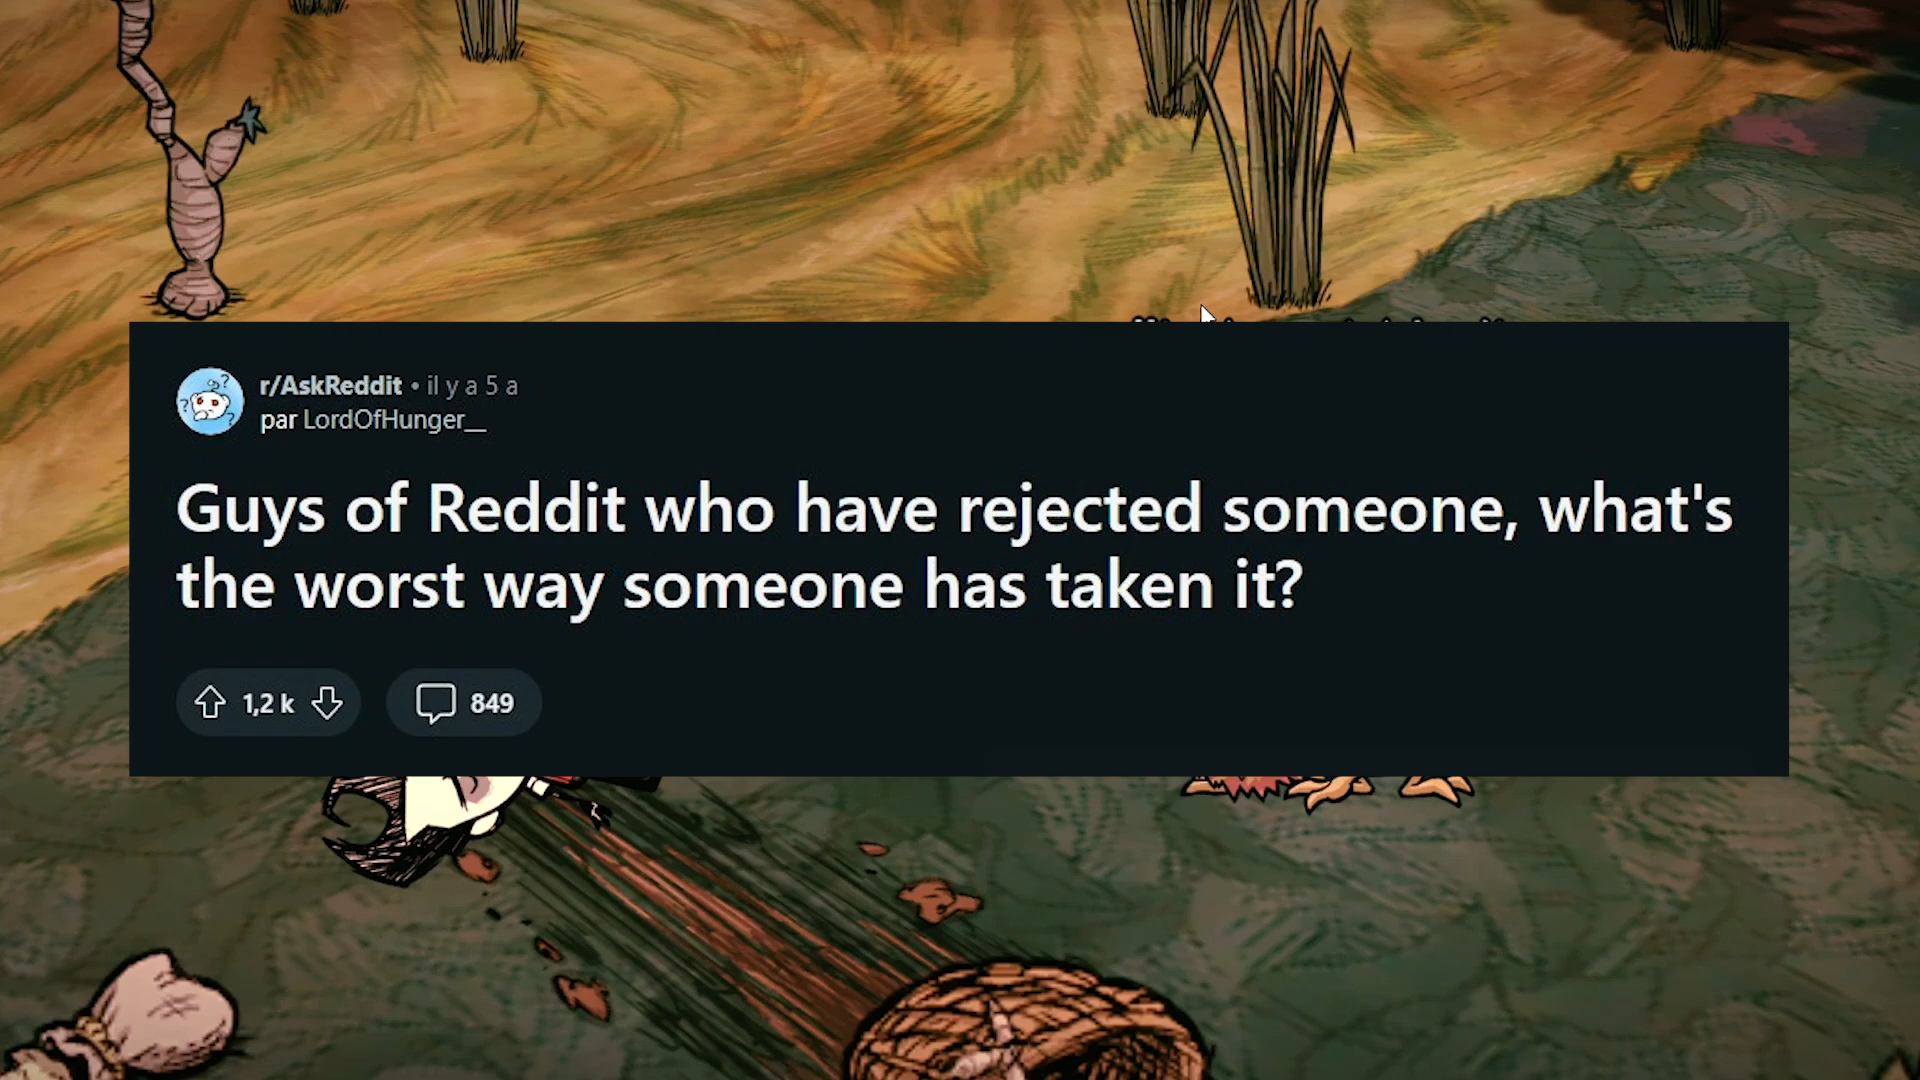 r/AskReddit • il y a 5 a
par LordOfHunger__
Guys of Reddit who have rejected someone, what's
the worst way someone has taken it?
1,2 k
849